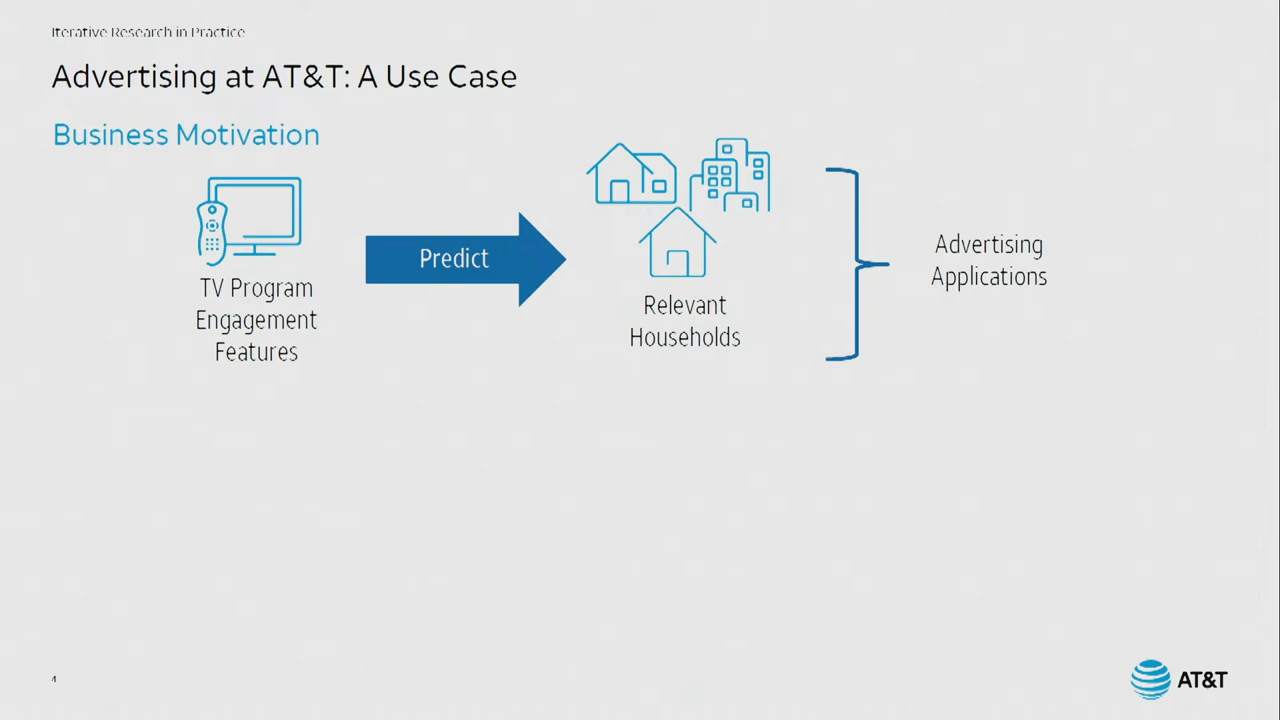 Iterative Research in Practice
Advertising at AT&T: A Use Case
Business Motivation
TV Program
Engagement
Features
Predict
Relevant
Households
Advertising
Applications
4
AT&T